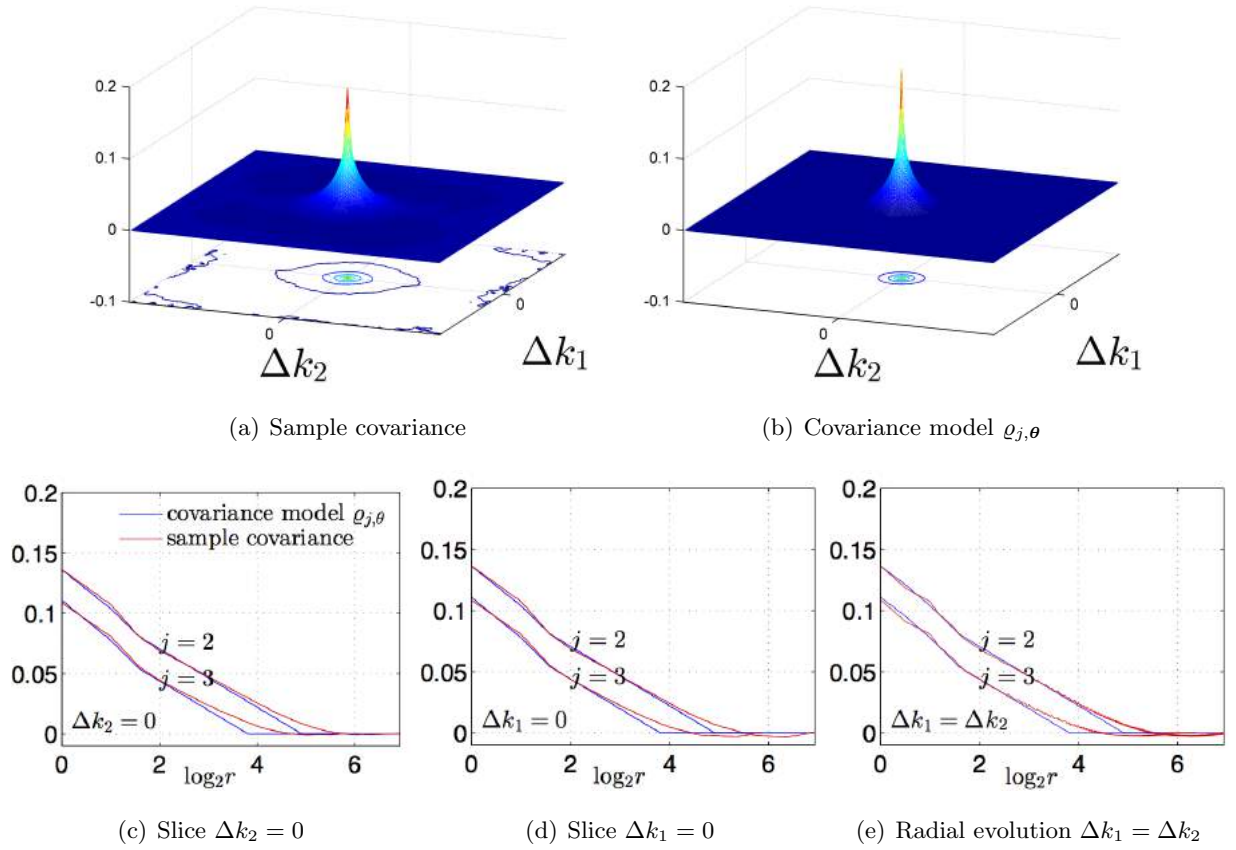 0.2
0.1
0
-0.1
0
0
Δk₂
Δk₁
(a) Sample covariance
0.2
0.1
0
-0.1
0
0
Δk₂
Δk₁
(b) Covariance model ϱj,θ
0.2
0.15
0.1
0.05
0
covariance model ϱj,θ
sample covariance
j = 2
j = 3
Δk₂ = 0
0 2 4 6
log₂r
(c) Slice Δk₂ = 0
0.2
0.15
0.1
0.05
0
j = 2
j = 3
Δk₁ = 0
0 2 4 6
log₂r
(d) Slice Δk₁ = 0
0.2
0.15
0.1
0.05
0
j = 2
j = 3
Δk₁ = Δk₂
0 2 4 6
log₂r
(e) Radial evolution Δk₁ = Δk₂